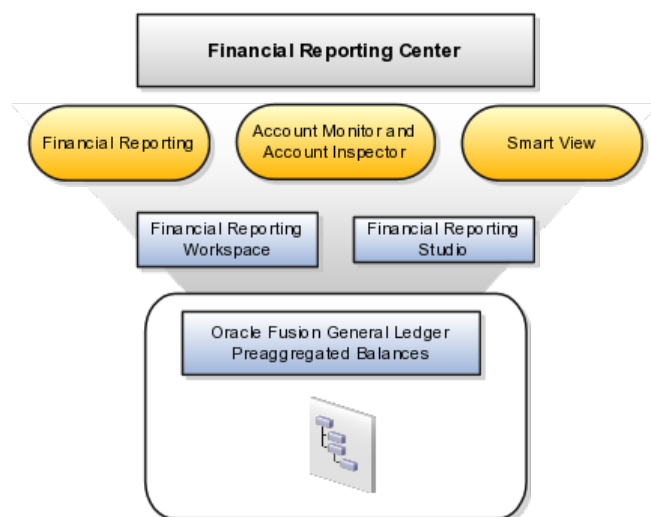 Financial Reporting Center
Financial Reporting
Account Monitor and
Account Inspector
Smart View
Financial Reporting
Workspace
Financial Reporting
Studio
Oracle Fusion General Ledger
Preaggregated Balances